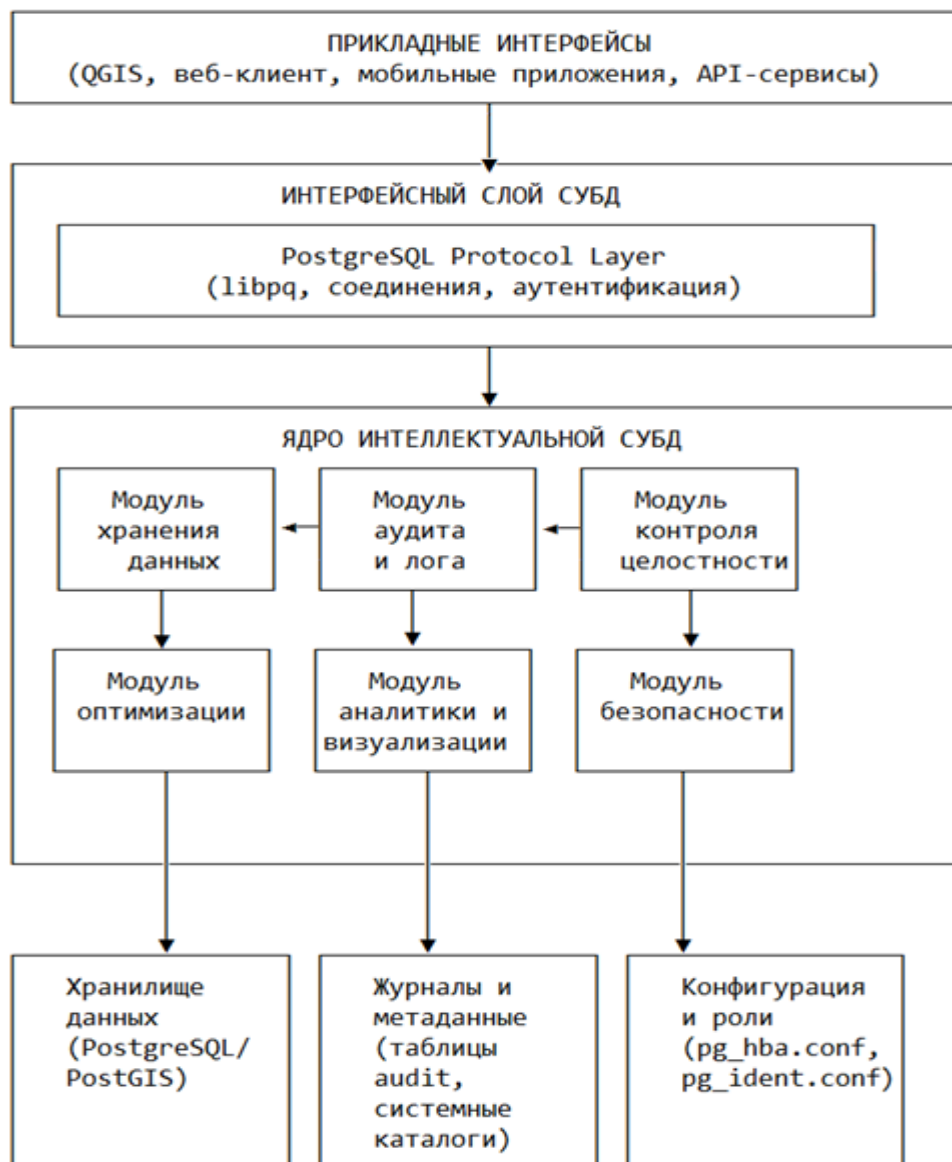 ПРИКЛАДНЫЕ ИНТЕРФЕЙСЫ
(QGIS, веб-клиент, мобильные приложения, API-сервисы)
ИНТЕРФЕЙСНЫЙ СЛОЙ СУБД
PostgreSQL Protocol Layer
(libpq, соединения, аутентификация)
ЯДРО ИНТЕЛЛЕКТУАЛЬНОЙ СУБД
Модуль
хранения
данных
Модуль
аудита
и лога
Модуль
контроля
целостности
Модуль
оптимизации
Модуль
аналитики и
визуализации
Модуль
безопасности
Хранилище
данных
(PostgreSQL/
PostGIS)
Журналы и
метаданные
(таблицы
audit,
системные
каталоги)
Конфигурация
и роли
(pg_hba.conf,
pg_ident.conf)